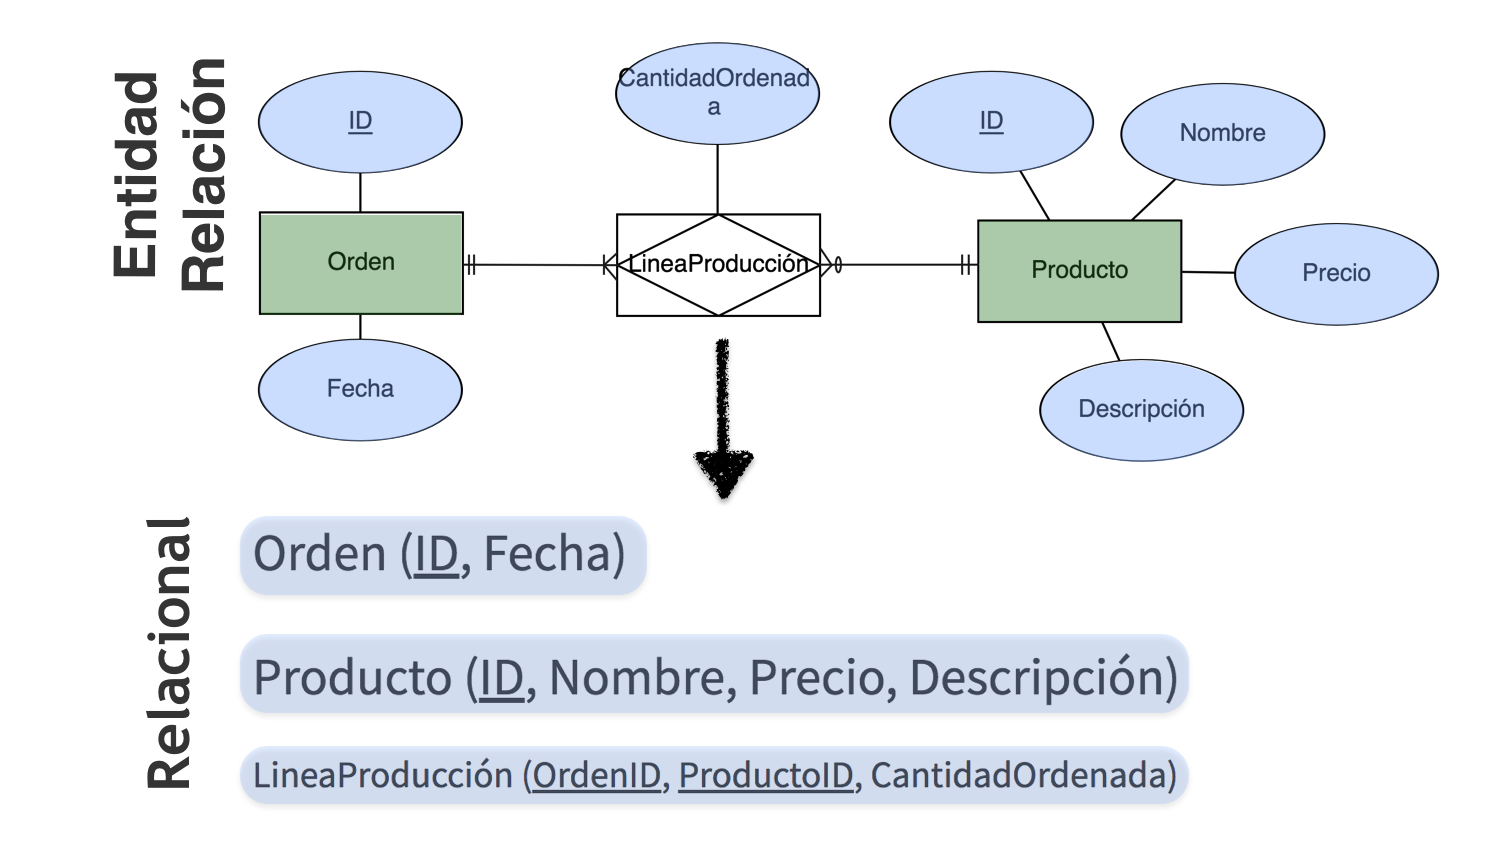 Entidad
Relación
ID
CantidadOrdenad
a
ID
Nombre
Orden
LineaProducción
Producto
Precio
Fecha
Descripción
Relacional
Orden (ID, Fecha)
Producto (ID, Nombre, Precio, Descripción)
LineaProducción (OrdenID, ProductoID, CantidadOrdenada)